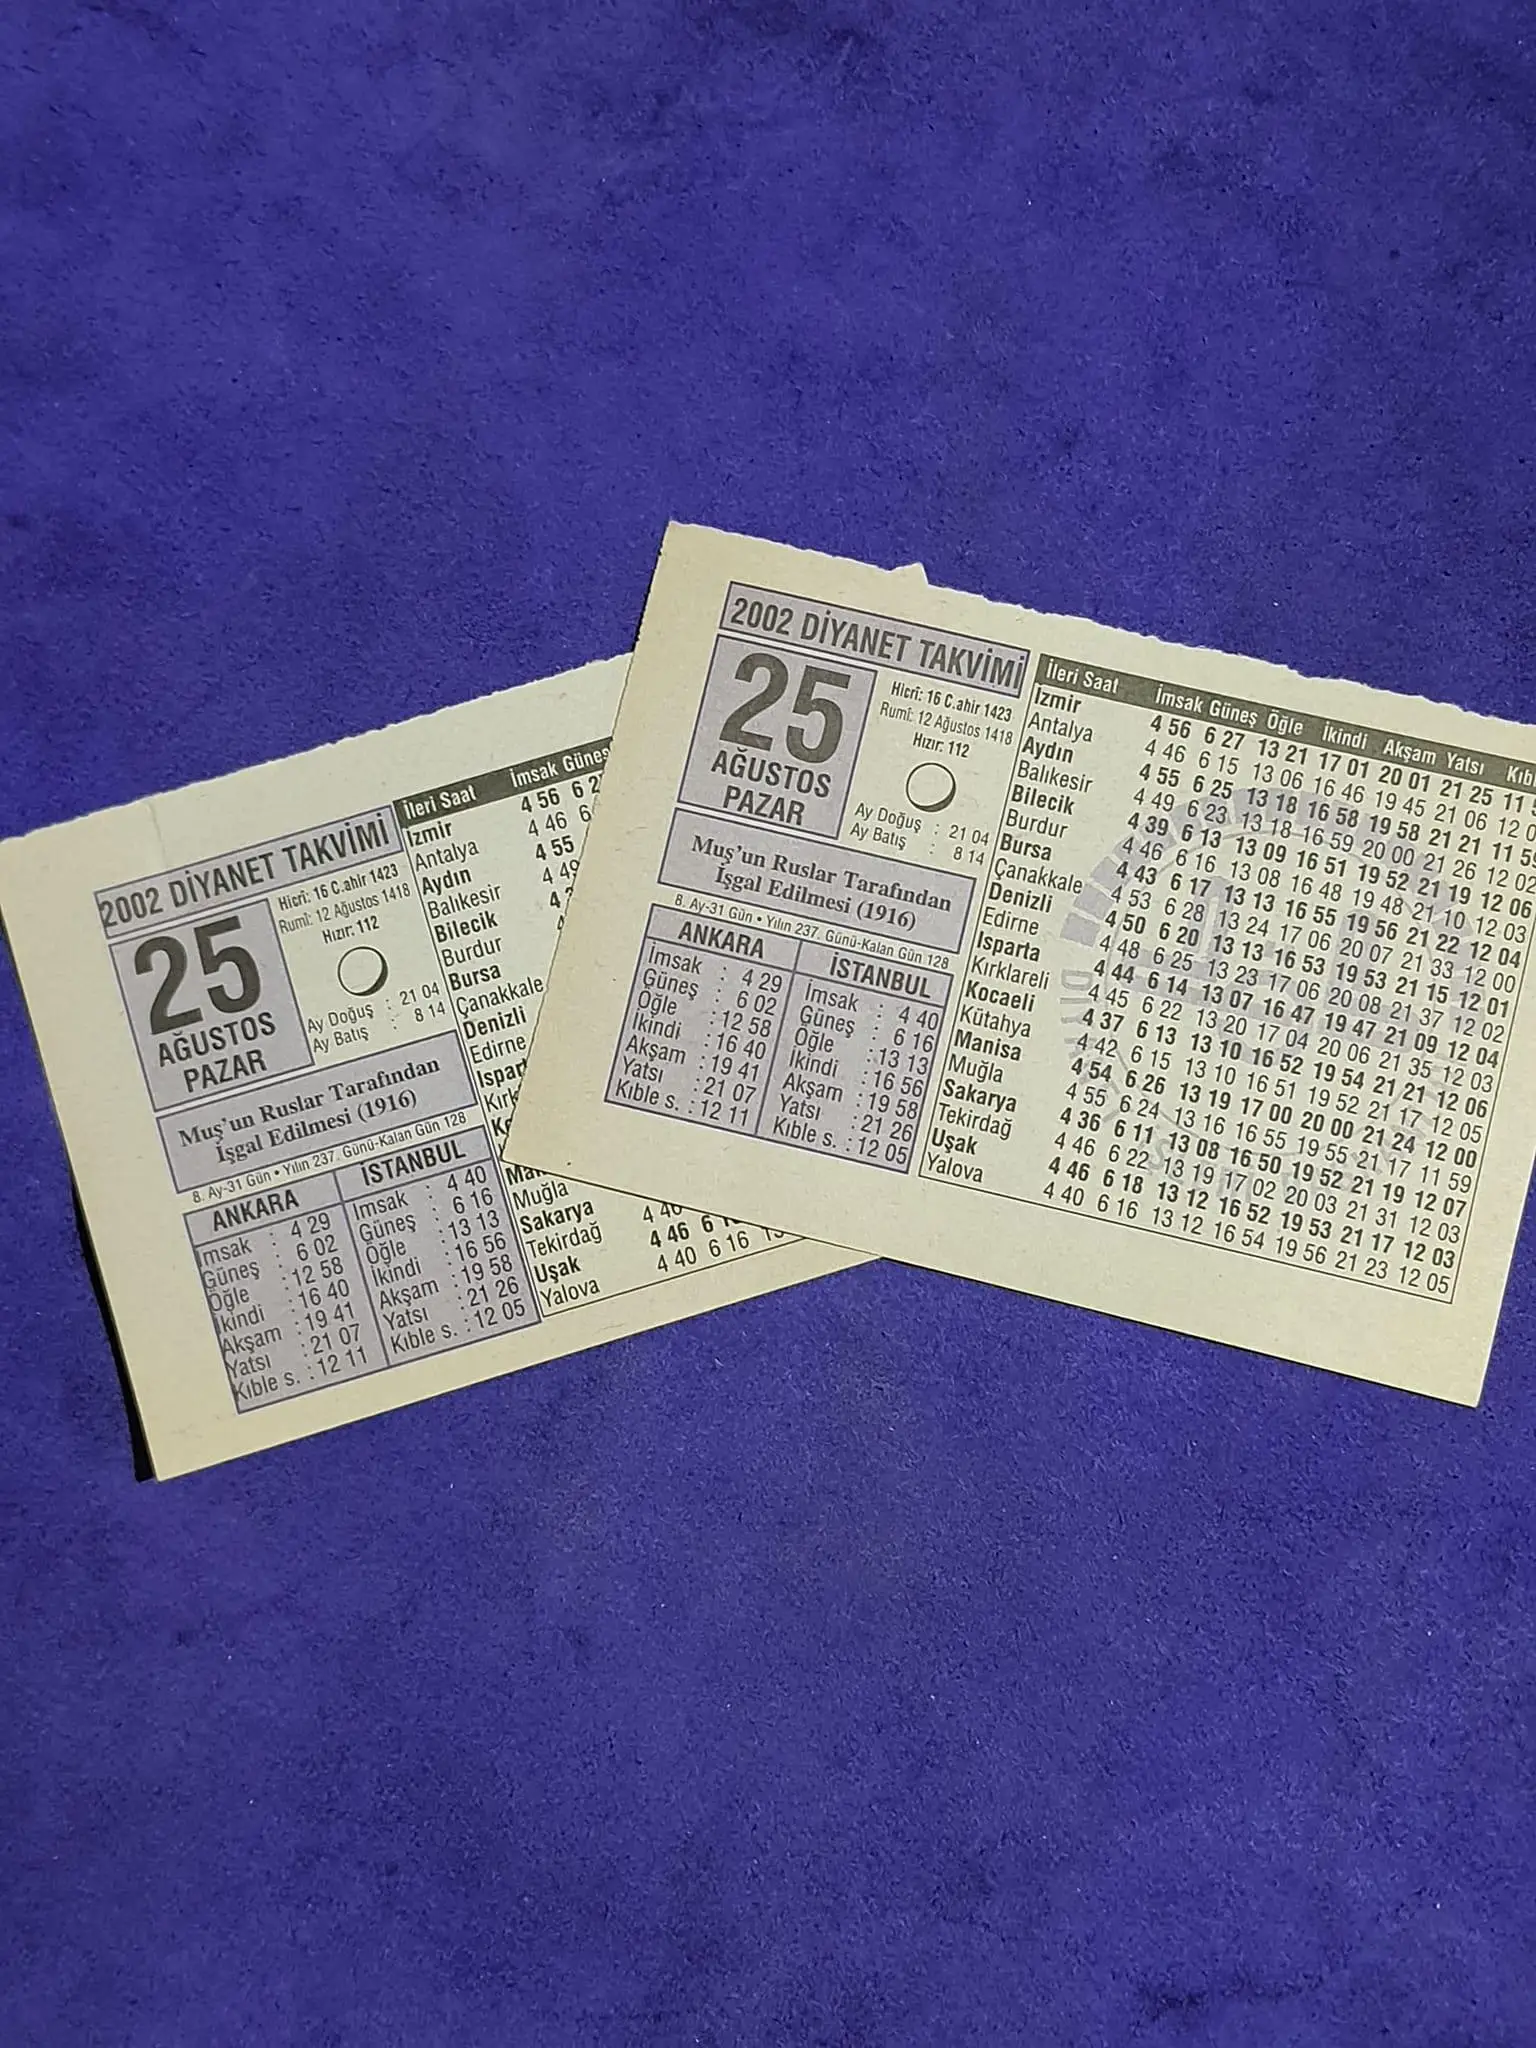 2002 DİYANET TAKVİMİ
25
AĞUSTOS
PAZAR
Hicrî: 16 C.ahir 1423
Rumî: 12 Ağustos 1418
Hızır: 112
Ay Doğuş : 21 04
Ay Batış : 8 14
Muş'un Ruslar Tarafından
İşgal Edilmesi (1916)
8. Ay-31 Gün • Yılın 237. Günü-Kalan Gün 128
ANKARA
İmsak : 4 29
Güneş : 6 02
Öğle : 12 58
İkindi : 16 40
Akşam : 19 41
Yatsı : 21 07
Kıble s. : 12 11
İSTANBUL
İmsak : 4 40
Güneş : 6 16
Öğle : 13 13
İkindi : 16 56
Akşam : 19 58
Yatsı : 21 26
Kıble s. : 12 05
İleri Saat İmsak Güneş
İzmir 4 56 6
Antalya 4 46 6
Aydın 4 55
Balıkesir
Bilecik
Burdur
Bursa
Çanakkale
Denizli
Edirne
Muğla
Sakarya
Tekirdağ
Uşak 4 46 6
Yalova 4 40 6 16
2002 DİYANET TAKVİMİ
25
AĞUSTOS
PAZAR
Hicrî: 16 C.ahir 1423
Rumî: 12 Ağustos 1418
Hızır: 112
Ay Doğuş : 21 04
Ay Batış : 8 14
Muş'un Ruslar Tarafından
İşgal Edilmesi (1916)
8. Ay-31 Gün • Yılın 237. Günü-Kalan Gün 128
ANKARA
İmsak : 4 29
Güneş : 6 02
Öğle : 12 58
İkindi : 16 40
Akşam : 19 41
Yatsı : 21 07
Kıble s. : 12 11
İSTANBUL
İmsak : 4 40
Güneş : 6 16
Öğle : 13 13
İkindi : 16 56
Akşam : 19 58
Yatsı : 21 26
Kıble s. : 12 05
İleri Saat İmsak Güneş Öğle İkindi Akşam Yatsı
İzmir 4 56 6 27 13 21 17 01 20 01 21 25 11
Antalya 4 46 6 15 13 06 16 46 19 45 21 06 12
Aydın 4 55 6 25 13 18 16 58 19 58 21 21 11 59
Balıkesir 4 49 6 23 13 18 16 59 20 00 21 26 12 02
Bilecik 4 39 6 13 13 09 16 51 19 52 21 19 12 06
Burdur 4 46 6 16 13 08 16 48 19 48 21 10 12 03
Bursa 4 43 6 17 13 13 16 55 19 56 21 22 12 04
Çanakkale 4 53 6 28 13 24 17 06 20 07 21 33 12 00
Denizli 4 50 6 20 13 13 16 53 19 53 21 15 12 01
Edirne 4 48 6 25 13 23 17 06 20 08 21 37 12 02
Isparta 4 44 6 14 13 07 16 47 19 47 21 09 12 04
Kırklareli 4 45 6 22 13 20 17 04 20 06 21 35 12 03
Kocaeli 4 37 6 13 13 10 16 52 19 54 21 21 12 06
Kütahya 4 42 6 15 13 10 16 51 19 52 21 17 12 05
Manisa 4 54 6 26 13 19 17 00 20 00 21 24 12 00
Muğla 4 55 6 24 13 16 16 55 19 55 21 17 11 59
Sakarya 4 36 6 11 13 08 16 50 19 52 21 19 12 07
Tekirdağ 4 46 6 22 13 19 17 02 20 03 21 31 12 03
Uşak 4 46 6 18 13 12 16 52 19 53 21 17 12 03
Yalova 4 40 6 16 13 12 16 54 19 56 21 23 12 05